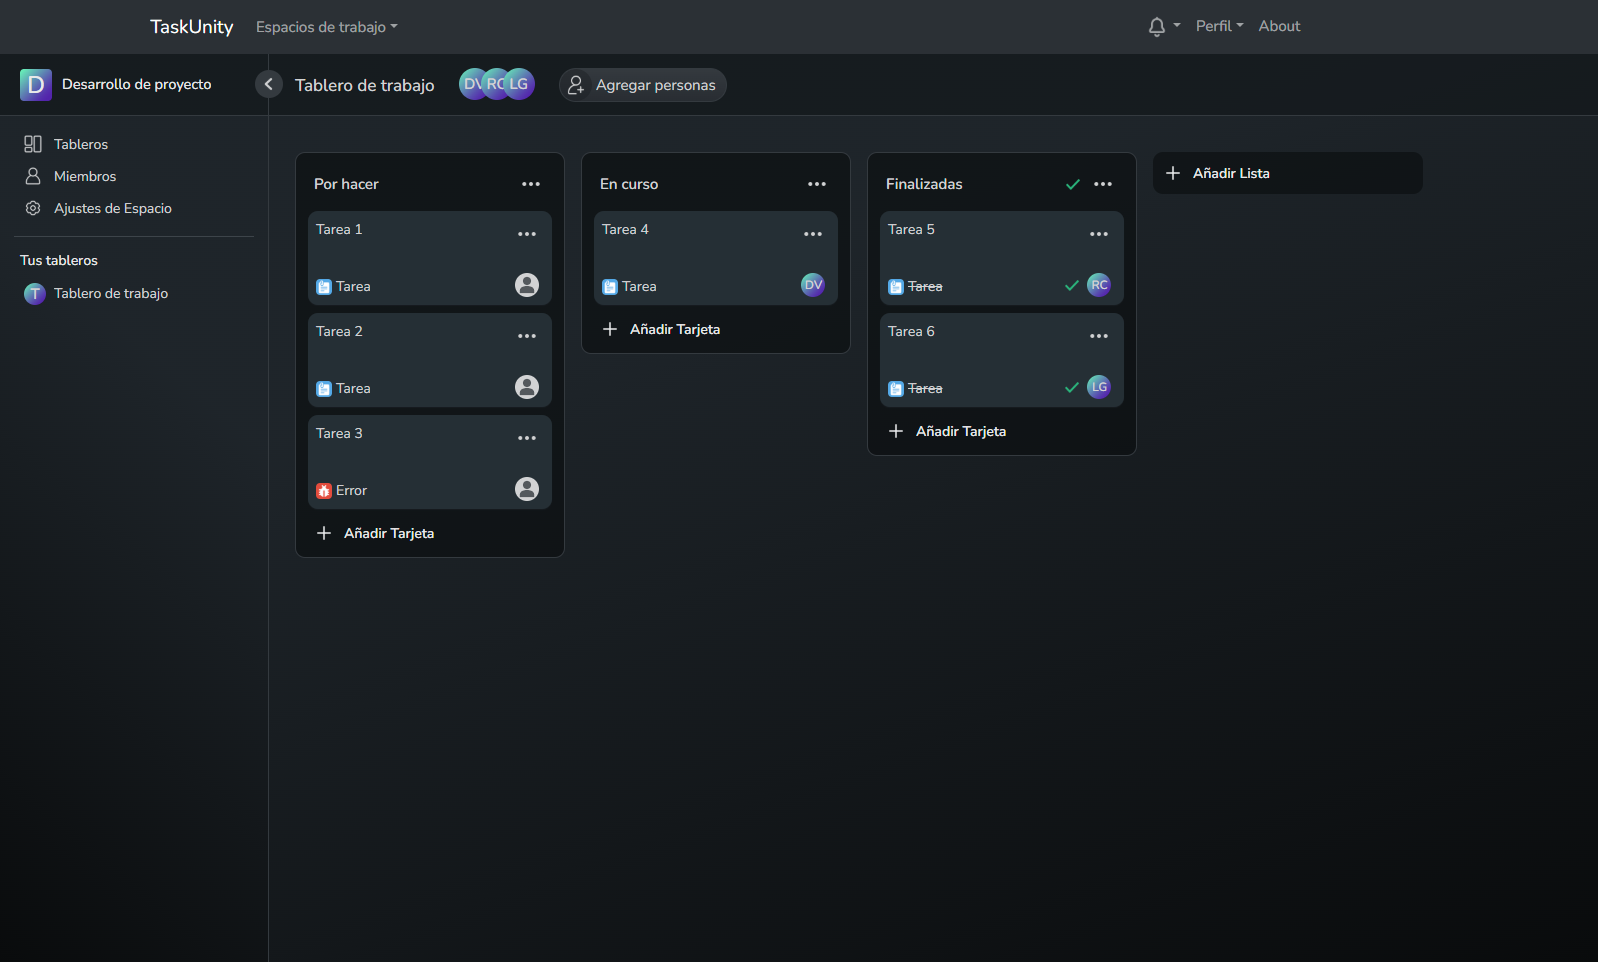 TaskUnity Espacios de trabajo Perfil About
D Desarrollo de proyecto
Tablero de trabajo DV RC LG Agregar personas
Tableros
Miembros
Ajustes de Espacio
Tus tableros
T Tablero de trabajo
Por hacer
Tarea 1
Tarea
Tarea 2
Tarea
Tarea 3
Error
Añadir Tarjeta
En curso
Tarea 4
Tarea DV
Añadir Tarjeta
Finalizadas
Tarea 5
Tarea RC
Tarea 6
Tarea LG
Añadir Tarjeta
Añadir Lista